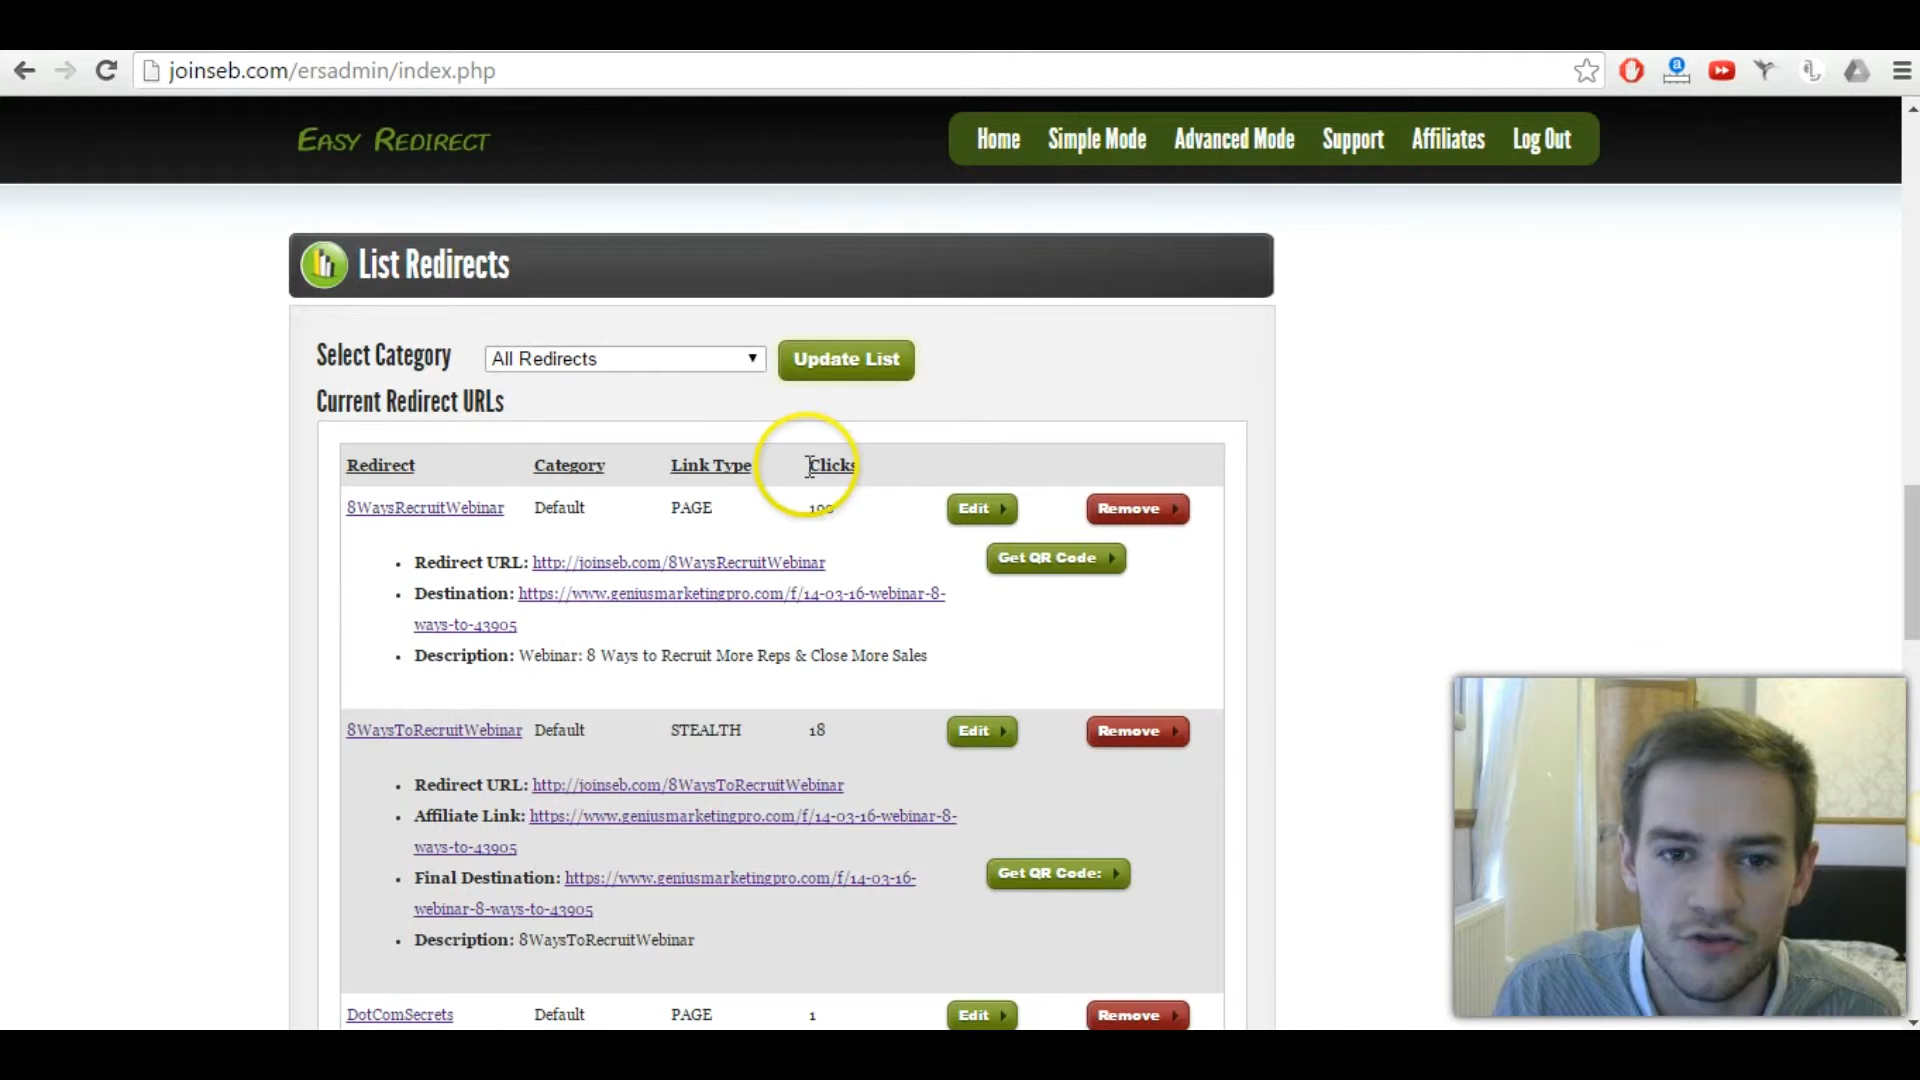 joinseb.com/ersadmin/index.php
Easy Redirect
Home Simple Mode Advanced Mode Support Affiliates Log Out
List Redirects
Select Category All Redirects Update List
Current Redirect URLs
Redirect Category Link Type Clicks
8WaysRecruitWebinar Default PAGE Edit Remove
Redirect URL: http://joinseb.com/8WaysRecruitWebinar Get QR Code
Destination: https://www.geniusmarketingpro.com/f/14-03-16-webinar-8-
ways-to-43905
Description: Webinar: 8 Ways to Recruit More Reps & Close More Sales
8WaysToRecruitWebinar Default STEALTH 18 Edit Remove
Redirect URL: http://joinseb.com/8WaysToRecruitWebinar
Affiliate Link: https://www.geniusmarketingpro.com/f/14-03-16-webinar-8-
ways-to-43905
Final Destination: https://www.geniusmarketingpro.com/f/14-03-16- Get QR Code:
webinar-8-ways-to-43905
Description: 8WaysToRecruitWebinar
DotComSecrets Default PAGE 1 Edit Remove